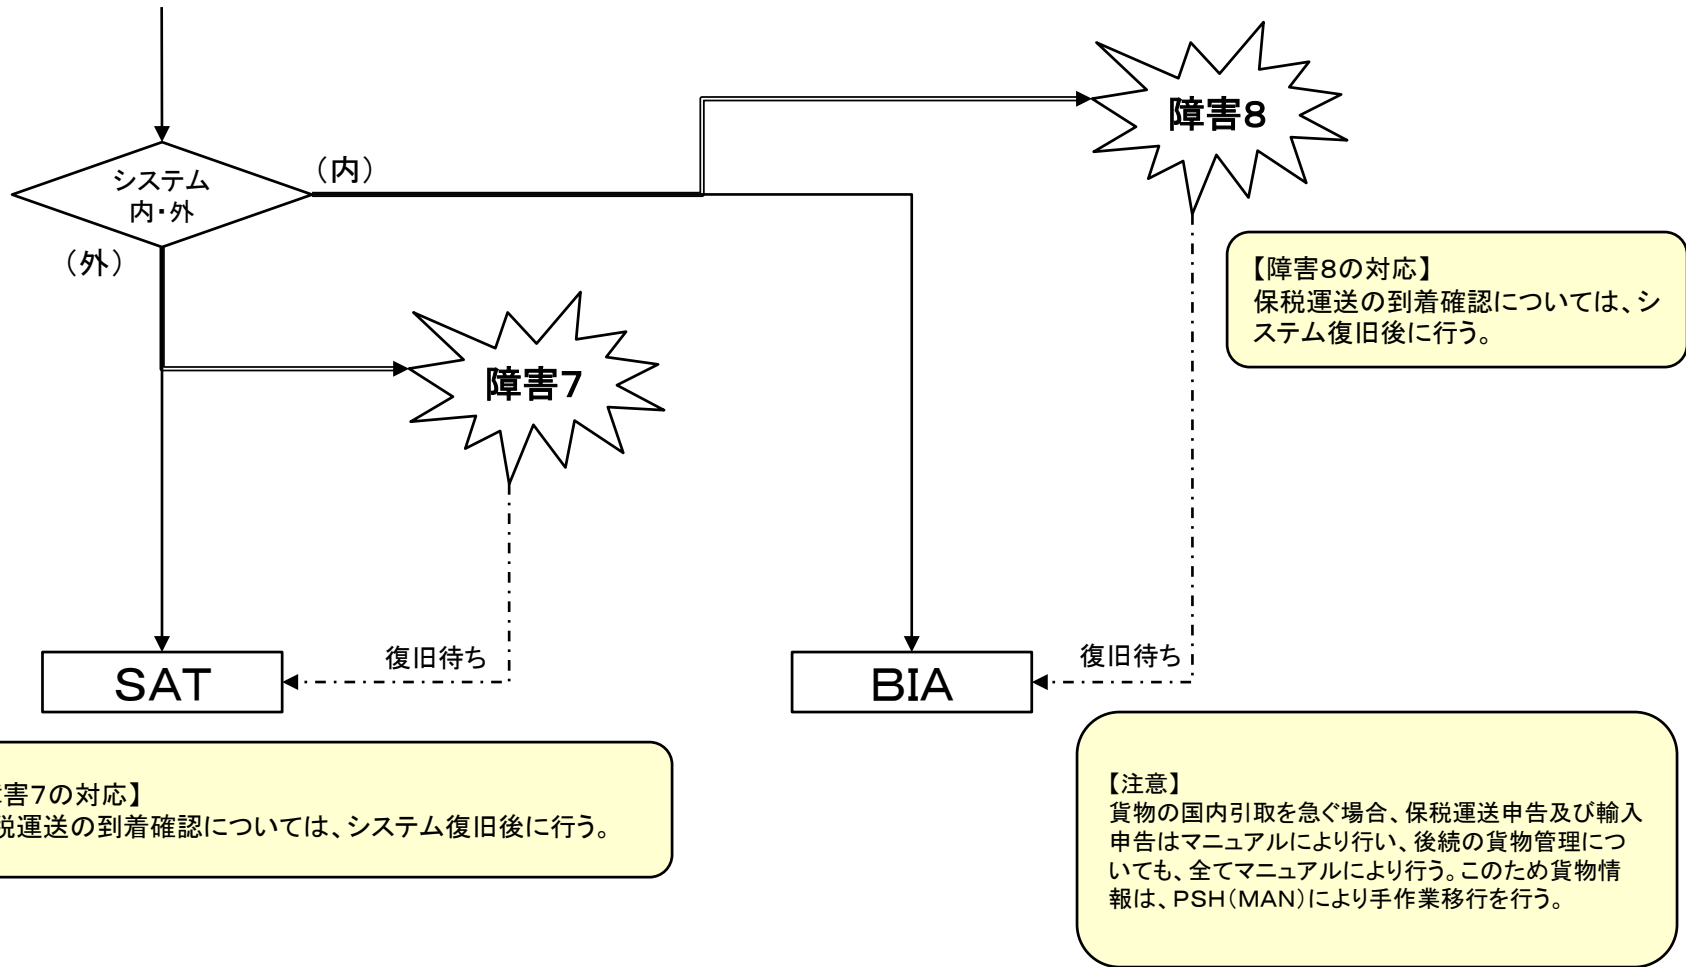 障害8
システム
内・外
（内）
（外）
【障害8の対応】
保税運送の到着確認については、シ
ステム復旧後に行う。
障害7
復旧待ち
復旧待ち
SAT
BIA
害7の対応】
税運送の到着確認については、システム復旧後に行う。
【注意】
貨物の国内引取を急ぐ場合、保税運送申告及び輸入
申告はマニュアルにより行い、後続の貨物管理につ
いても、全てマニュアルにより行う。このため貨物情
報は、PSH（MAN）により手作業移行を行う。